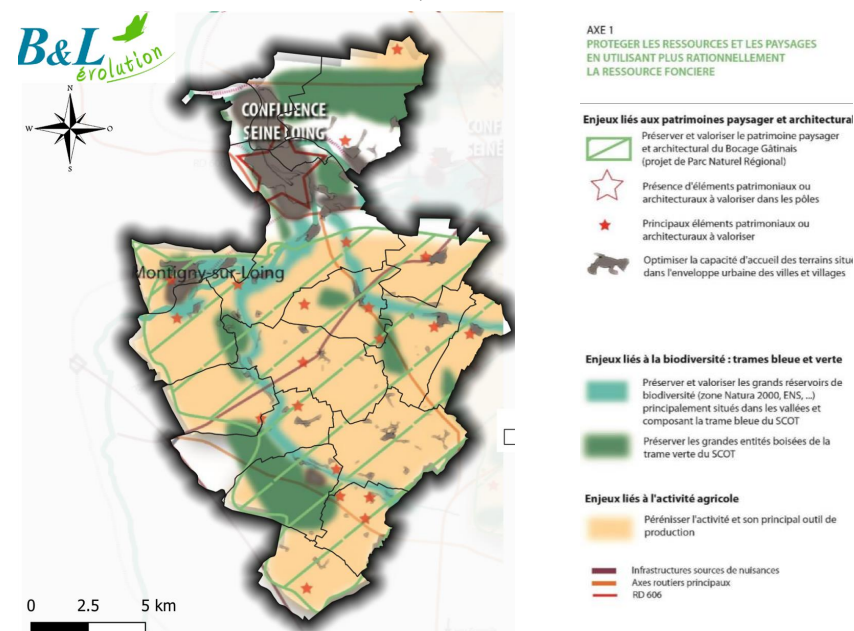 B&L
évolution
N
W
O
S
CONFLUENCE
SEINE LOING
Montigny-sur-Loing
0 2.5 5 km
AXE 1
PROTEGER LES RESSOURCES ET LES PAYSAGES
EN UTILISANT PLUS RATIONNELLEMENT
LA RESSOURCE FONCIERE
Enjeux liés aux patrimoines paysager et architectural
Préserver et valoriser le patrimoine paysager
et architectural du Bocage Gâtinais
(projet de Parc Naturel Régional)
Présence d'éléments patrimoniaux ou
architecturaux à valoriser dans les pôles
Principaux éléments patrimoniaux ou
architecturaux à valoriser
Optimiser la capacité d'accueil des terrains situé
dans l'enveloppe urbaine des villes et villages
Enjeux liés à la biodiversité : trames bleue et verte
Préserver et valoriser les grands réservoirs de
biodiversité (zone Natura 2000, ENS, ...)
principalement situés dans les vallées et
composant la trame bleue du SCOT
Préserver les grandes entités boisées de la
trame verte du SCOT
Enjeux liés à l'activité agricole
Pérénisser l'activité et son principal outil de
production
Infrastructures sources de nuisances
Axes routiers principaux
RD 606